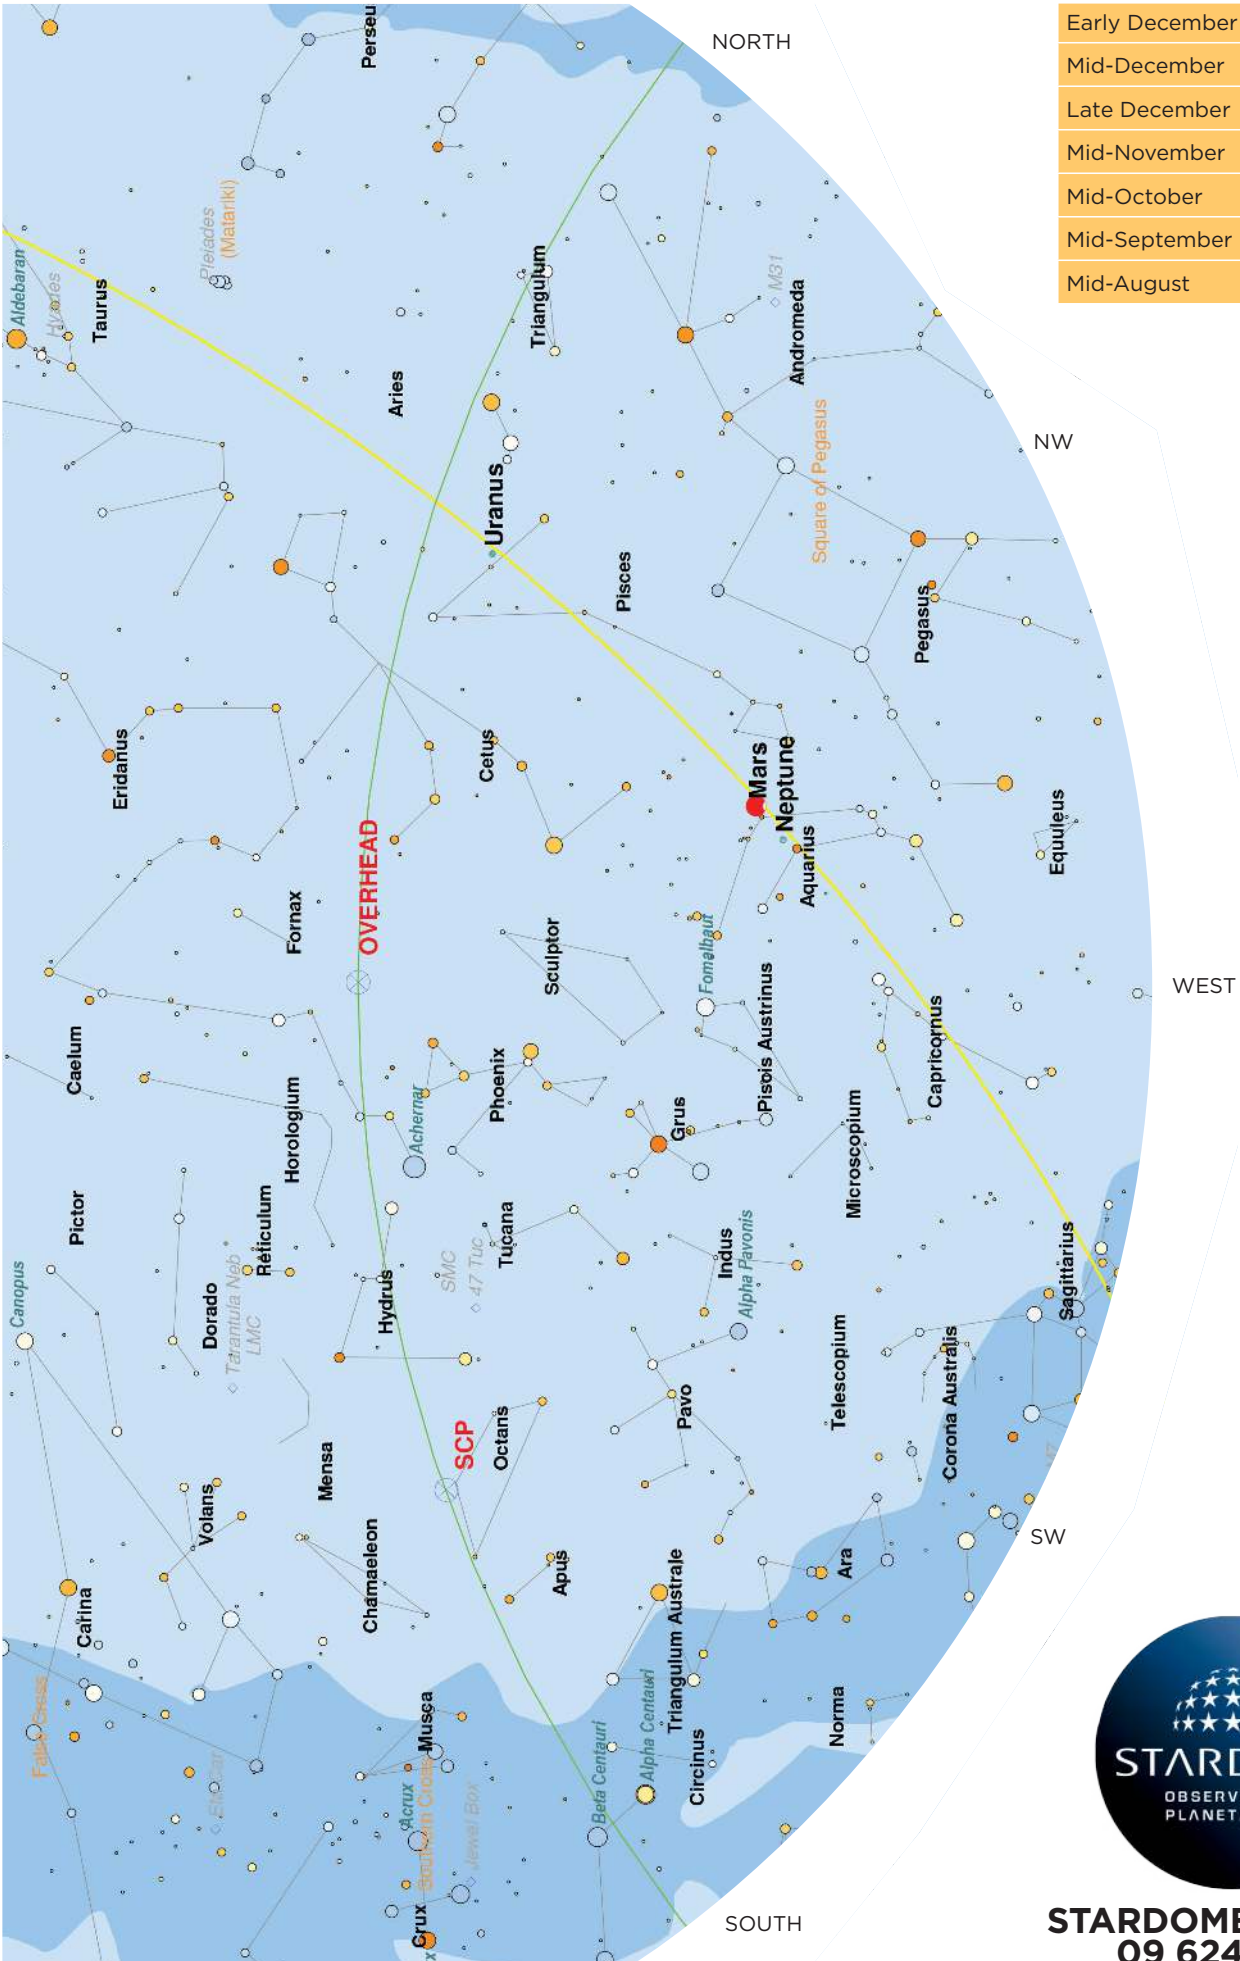 Early December
Mid-December
Late December
Mid-November
Mid-October
Mid-September
Mid-August
NORTH
NW
WEST
SW
SOUTH
Perseu
Pleiades
(Matariki)
Aldebaran
Hyades
Taurus
Triangulum
M31
Andromeda
Aries
Square of Pegasus
Uranus
Pisces
Pegasus
Eridanus
Cetus
Mars
Neptune
Aquarius
Equuleus
OVERHEAD
Fornax
Sculptor
Fomalhaut
Piscis Austrinus
Capricornus
Caelum
Horologium
Achernar
Phoenix
Grus
Microscopium
Pictor
Reticulum
Tucana
Indus
Alpha Pavonis
Sagittarius
Canopus
Dorado
Tarantula Neb
LMC
Hydrus
SMC
47 Tuc
Telescopium
Corona Australis
Pavo
SCP
Octans
Mensa
Volans
Chamaeleon
Apus
Ara
Carina
Triangulum Australe
Norma
False Cross
Eta Car
Musca
Alpha Centauri
Beta Centauri
Circinus
Acrux
Southern Cross
Jewel Box
Crux
x
STARD
OBSERV
PLANET
STARDOME
09 624